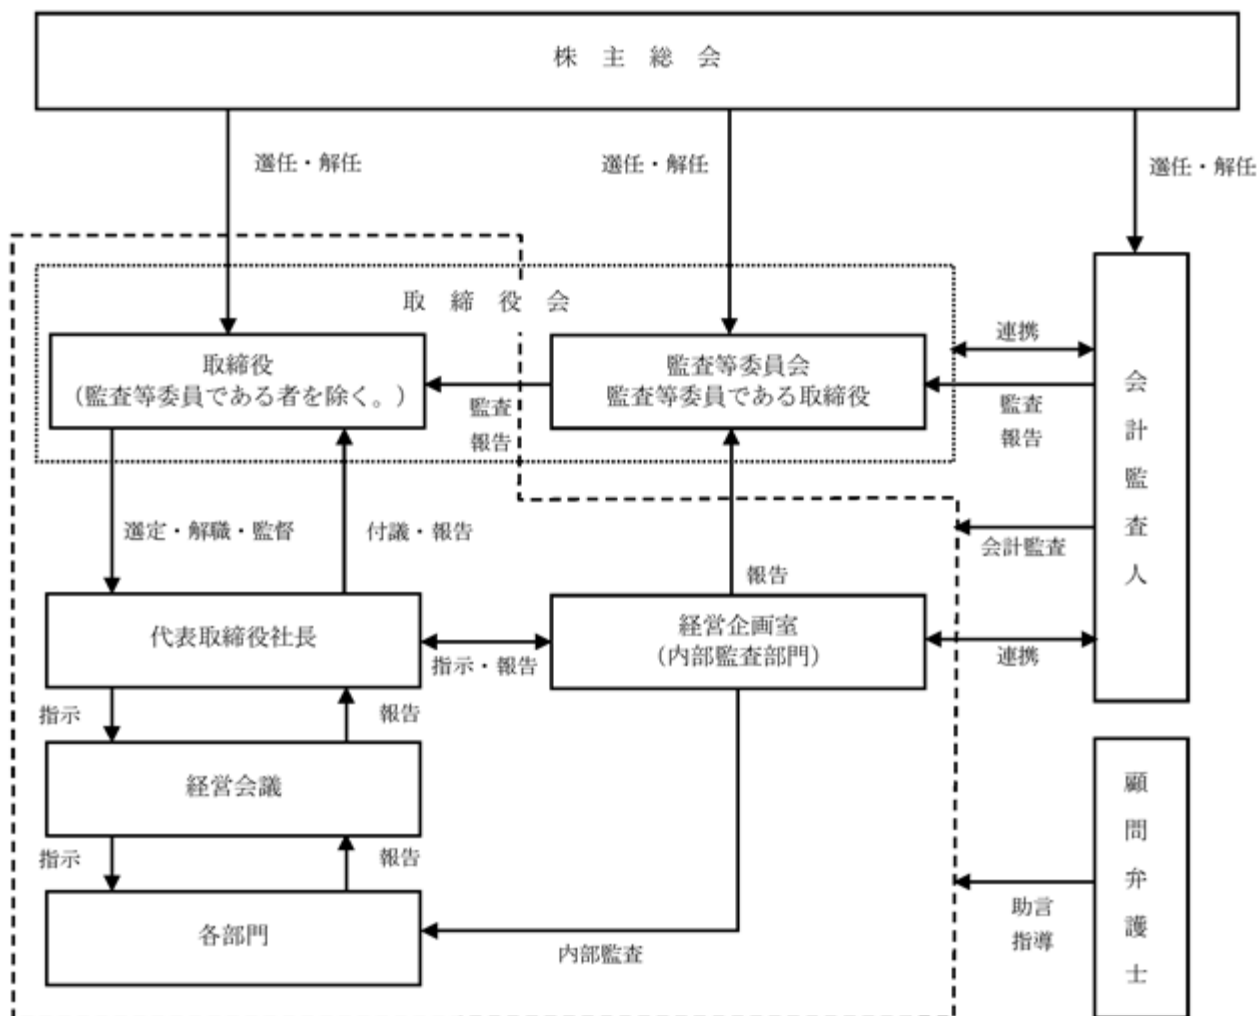 株主総会
選任・解任
選任・解任
選任・解任
取締役会
取締役
(監査等委員である者を除く。)
監査等委員会
監査等委員である取締役
監査
報告
連携
監査
報告
会計監査人
選定・解職・監督
付議・報告
会計監査
報告
代表取締役社長
指示・報告
経営企画室
(内部監査部門)
連携
指示
報告
経営会議
指示
報告
各部門
内部監査
顧問弁護士
助言
指導